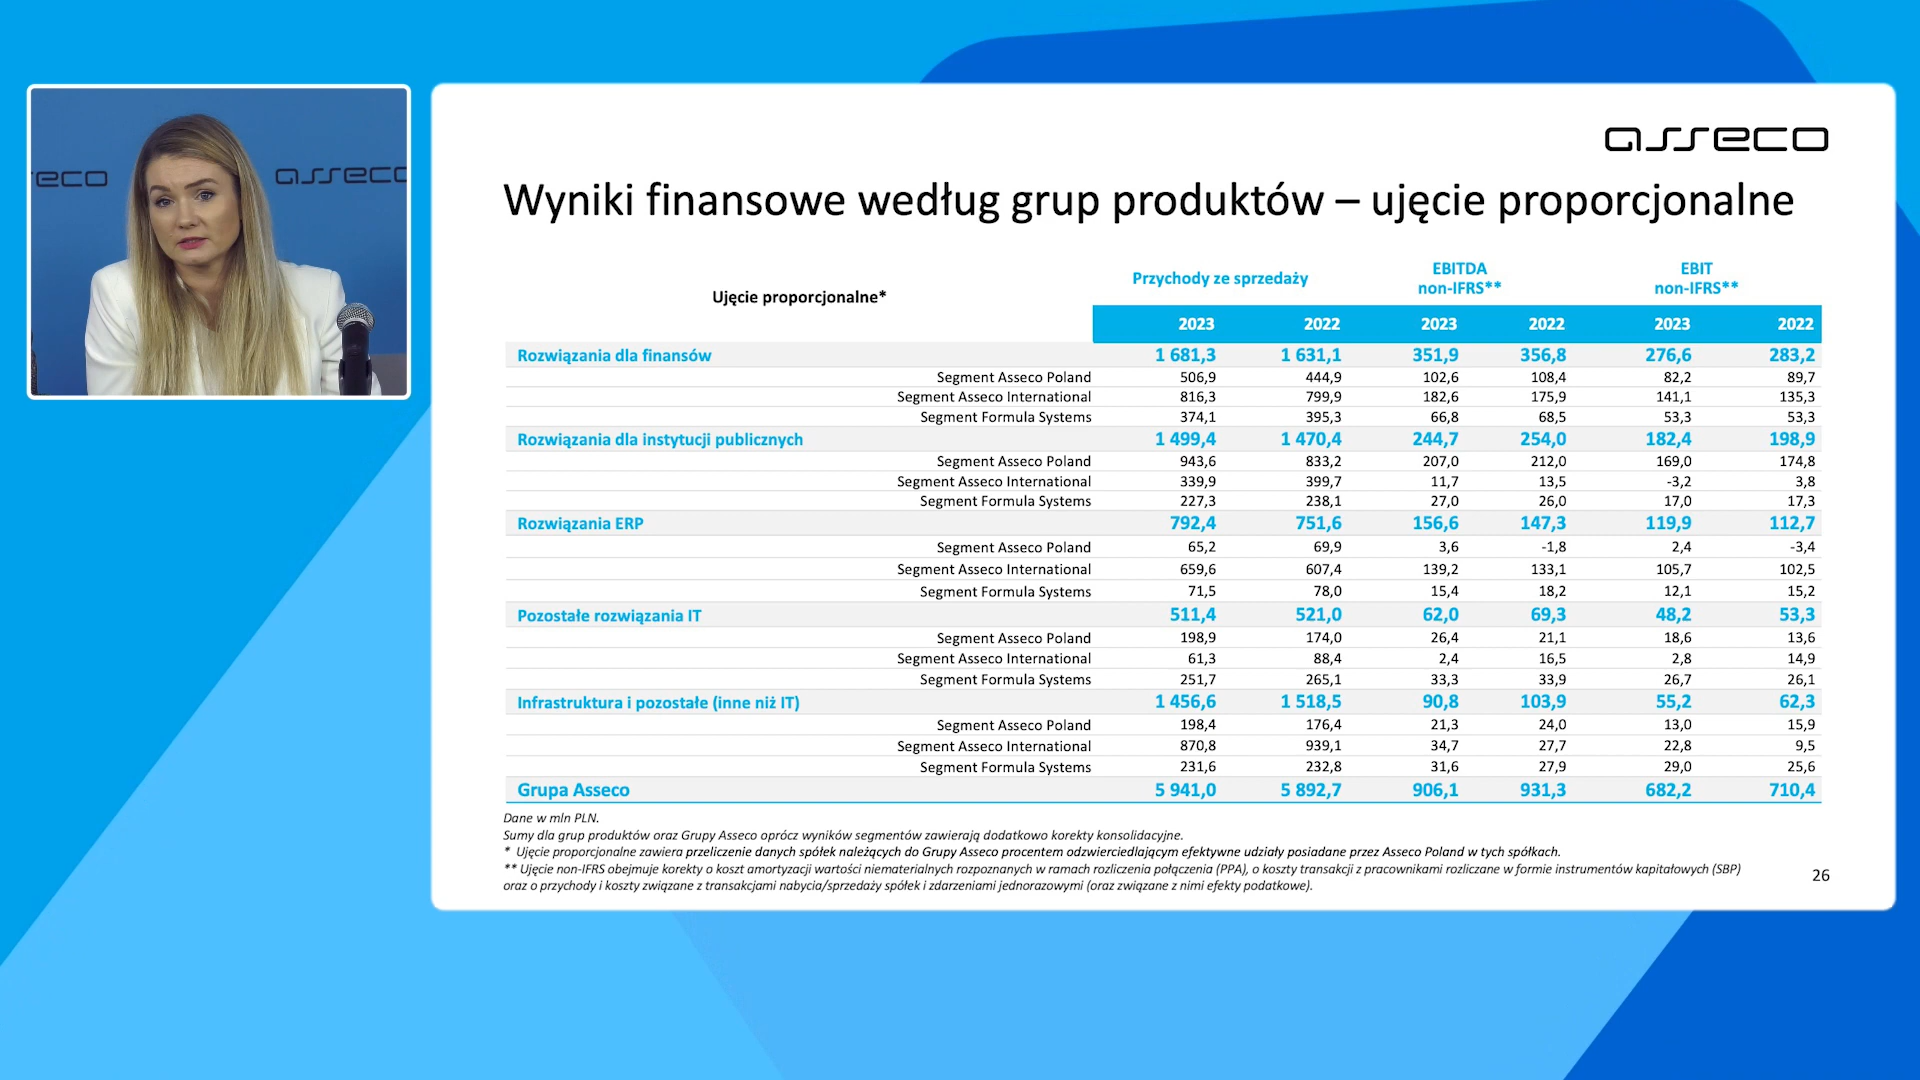 eco
asseco
asseco
Wyniki finansowe według grup produktów – ujęcie proporcjonalne
Ujęcie proporcjonalne* Przychody ze sprzedaży EBITDA non-IFRS** EBIT non-IFRS**
2023 2022 2023 2022 2023 2022
Rozwiązania dla finansów 1 681,3 1 631,1 351,9 356,8 276,6 283,2
Segment Asseco Poland 506,9 444,9 102,6 108,4 82,2 89,7
Segment Asseco International 816,3 799,9 182,6 175,9 141,1 135,3
Segment Formula Systems 374,1 395,3 66,8 68,5 53,3 53,3
Rozwiązania dla instytucji publicznych 1 499,4 1 470,4 244,7 254,0 182,4 198,9
Segment Asseco Poland 943,6 833,2 207,0 212,0 169,0 174,8
Segment Asseco International 339,9 399,7 11,7 13,5 -3,2 3,8
Segment Formula Systems 227,3 238,1 27,0 26,0 17,0 17,3
Rozwiązania ERP 792,4 751,6 156,6 147,3 119,9 112,7
Segment Asseco Poland 65,2 69,9 3,6 -1,8 2,4 -3,4
Segment Asseco International 659,6 607,4 139,2 133,1 105,7 102,5
Segment Formula Systems 71,5 78,0 15,4 18,2 12,1 15,2
Pozostałe rozwiązania IT 511,4 521,0 62,0 69,3 48,2 53,3
Segment Asseco Poland 198,9 174,0 26,4 21,1 18,6 13,6
Segment Asseco International 61,3 88,4 2,4 16,5 2,8 14,9
Segment Formula Systems 251,7 265,1 33,3 33,9 26,7 26,1
Infrastruktura i pozostałe (inne niż IT) 1 456,6 1 518,5 90,8 103,9 55,2 62,3
Segment Asseco Poland 198,4 176,4 21,3 24,0 13,0 15,9
Segment Asseco International 870,8 939,1 34,7 27,7 22,8 9,5
Segment Formula Systems 231,6 232,8 31,6 27,9 29,0 25,6
Grupa Asseco 5 941,0 5 892,7 906,1 931,3 682,2 710,4
Dane w mln PLN.
Sumy dla grup produktów oraz Grupy Asseco oprócz wyników segmentów zawierają dodatkowo korekty konsolidacyjne.
* Ujęcie proporcjonalne zawiera przeliczenie danych spółek należących do Grupy Asseco procentem odzwierciedlającym efektywne udziały posiadane przez Asseco Poland w tych spółkach.
** Ujęcie non-IFRS obejmuje korekty o koszt amortyzacji wartości niematerialnych rozpoznanych w ramach rozliczenia połączenia (PPA), o koszty transakcji z pracownikami rozliczane w formie instrumentów kapitałowych (SBP)
oraz o przychody i koszty związane z transakcjami nabycia/sprzedaży spółek i zdarzeniami jednorazowymi (oraz związane z nimi efekty podatkowe).
26